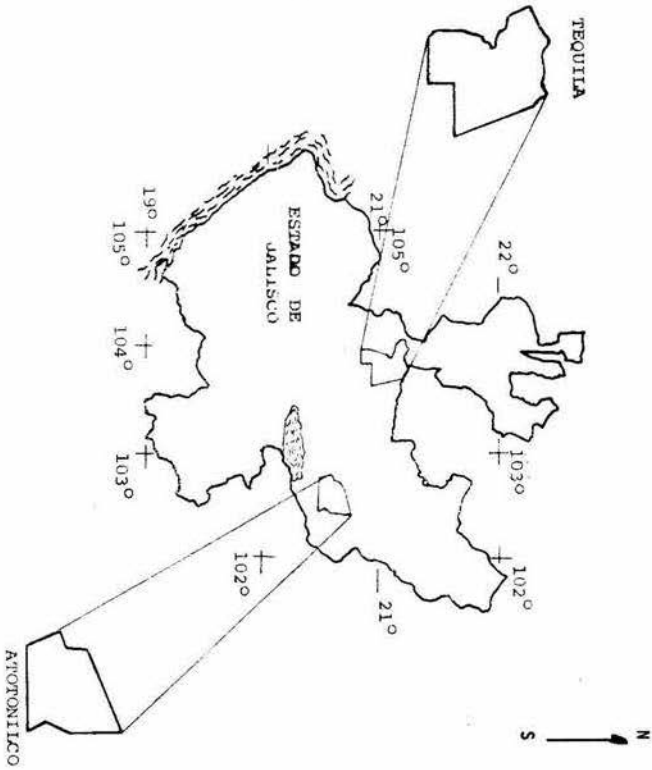 TEQUILA
22°
103°
102°
21° 105°
ESTADO DE
JALISCO
21°
19°
105°
104°
103°
102°
ATOTONILCO
N
S